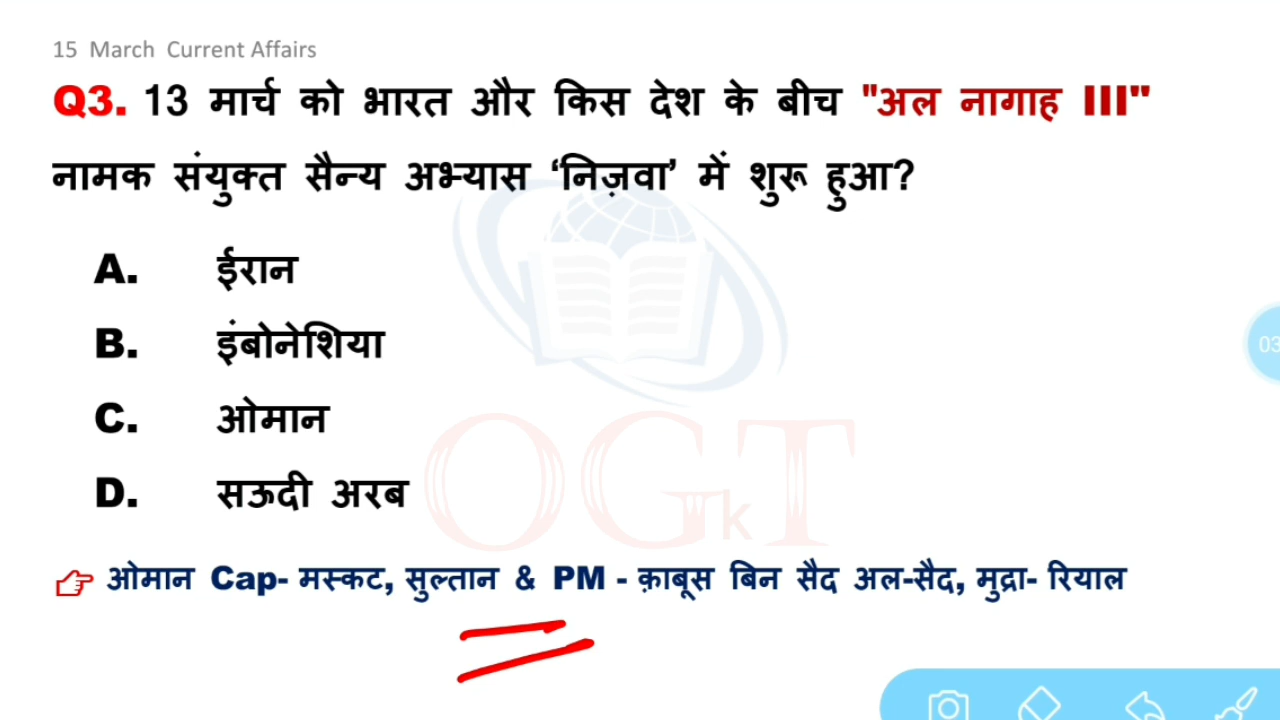 15 March Current Affairs
Q3. 13 मार्च को भारत और किस देश के बीच "अल नागाह III"
नामक संयुक्त सैन्य अभ्यास ‘निज़वा’ में शुरू हुआ?
A. ईरान
B. इंबोनेशिया
C. ओमान
D. सऊदी अरब
OGkT
ओमान Cap- मस्कट, सुल्तान & PM - क़ाबूस बिन सैद अल-सैद, मुद्रा- रियाल
03